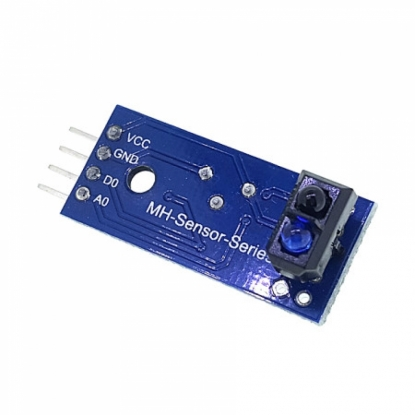 VCC
GND
D0
A0
MH-Sensor-Series